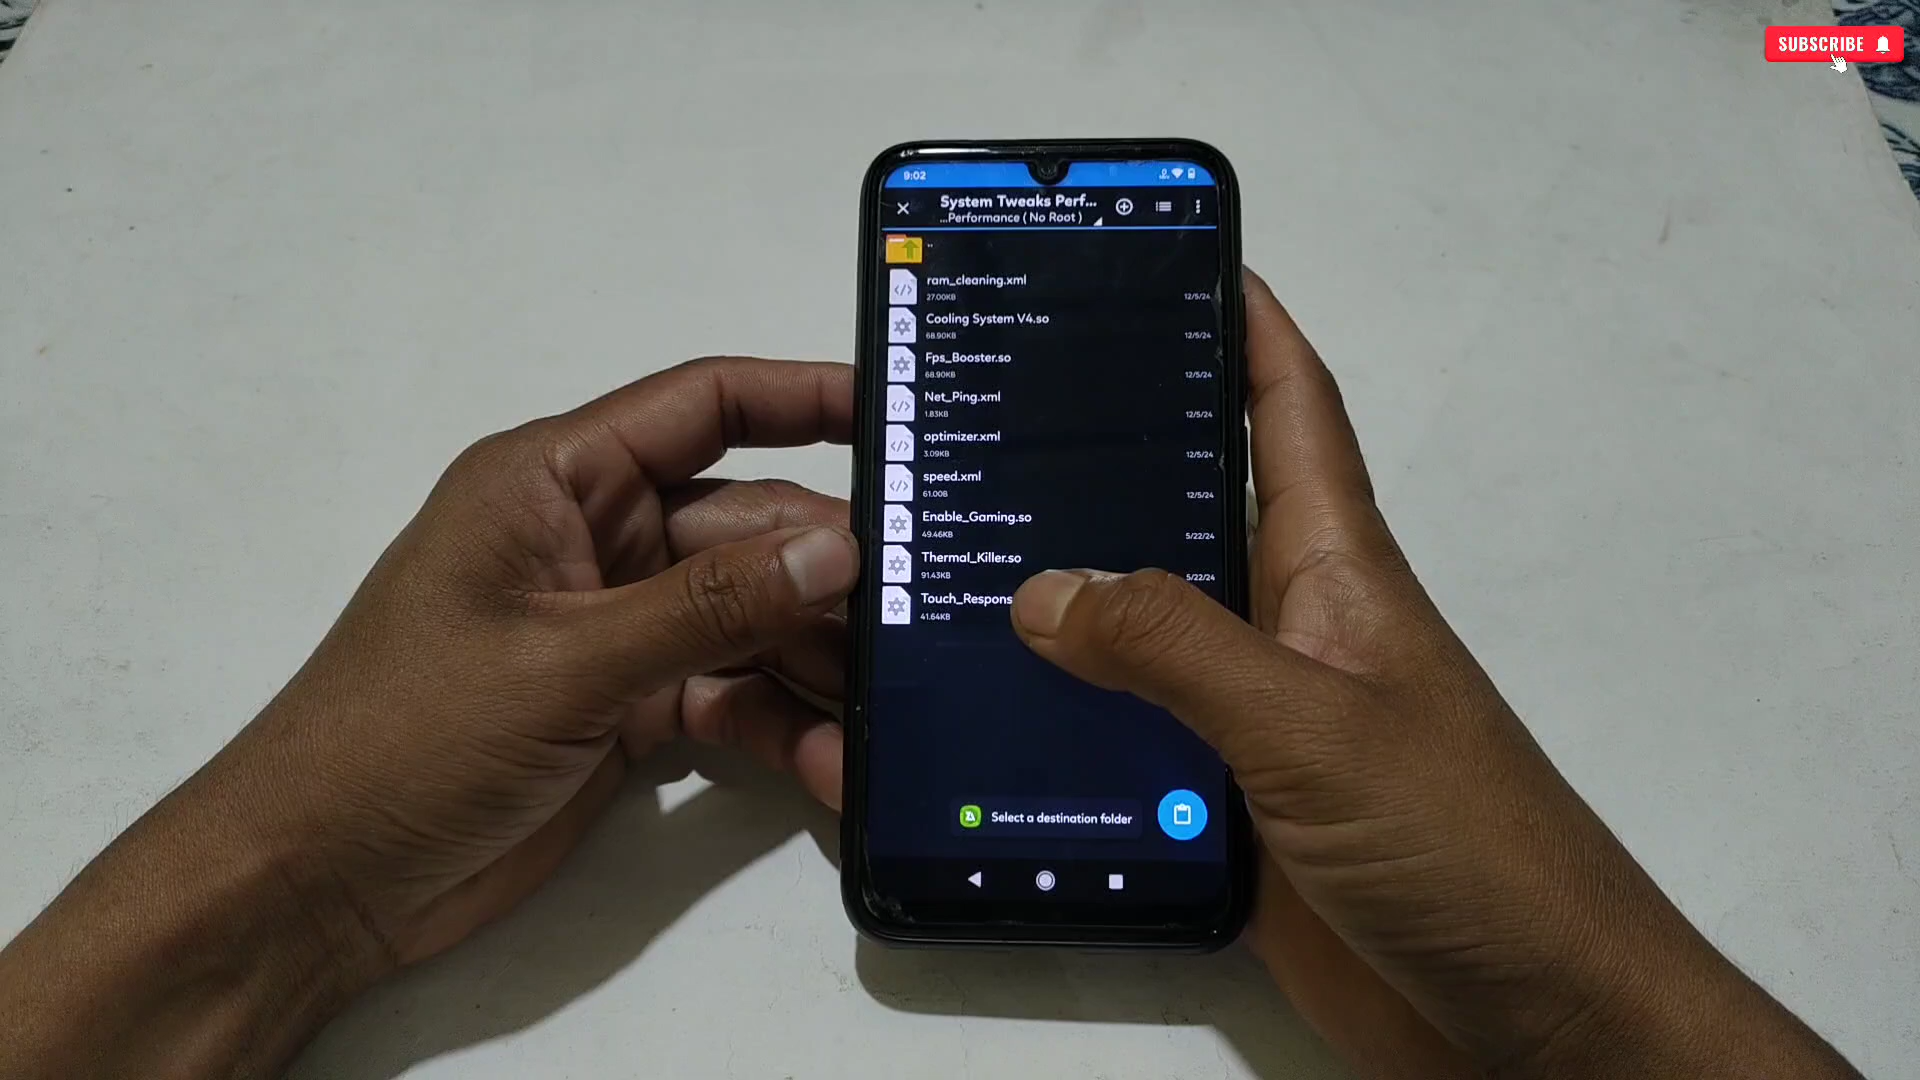 SUBSCRIBE
9:02
System Tweaks Perf...
...Performance ( No Root )
..
ram_cleaning.xml
27.00KB
12/5/24
Cooling System V4.so
68.90KB
12/5/24
Fps_Booster.so
68.90KB
12/5/24
Net_Ping.xml
1.83KB
12/5/24
optimizer.xml
3.09KB
12/5/24
speed.xml
61.00B
12/5/24
Enable_Gaming.so
49.46KB
5/22/24
Thermal_Killer.so
91.43KB
5/22/24
Touch_Respons
41.64KB
Select a destination folder